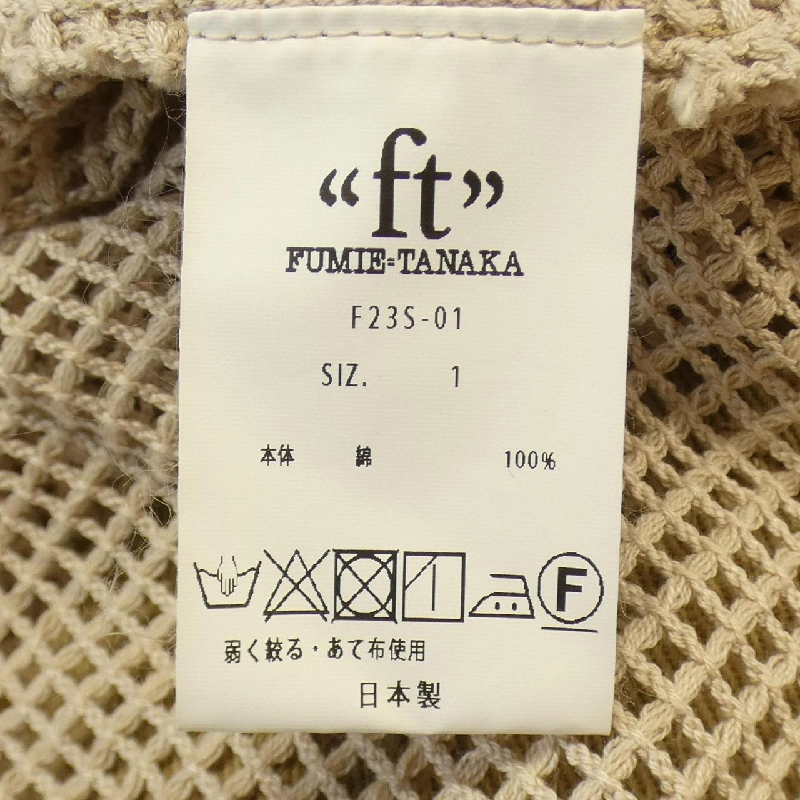 “ft”
FUMIE=TANAKA
F23S-01
SIZ. 1
本体 綿 100%
F
弱く絞る・あて布使用
日本製